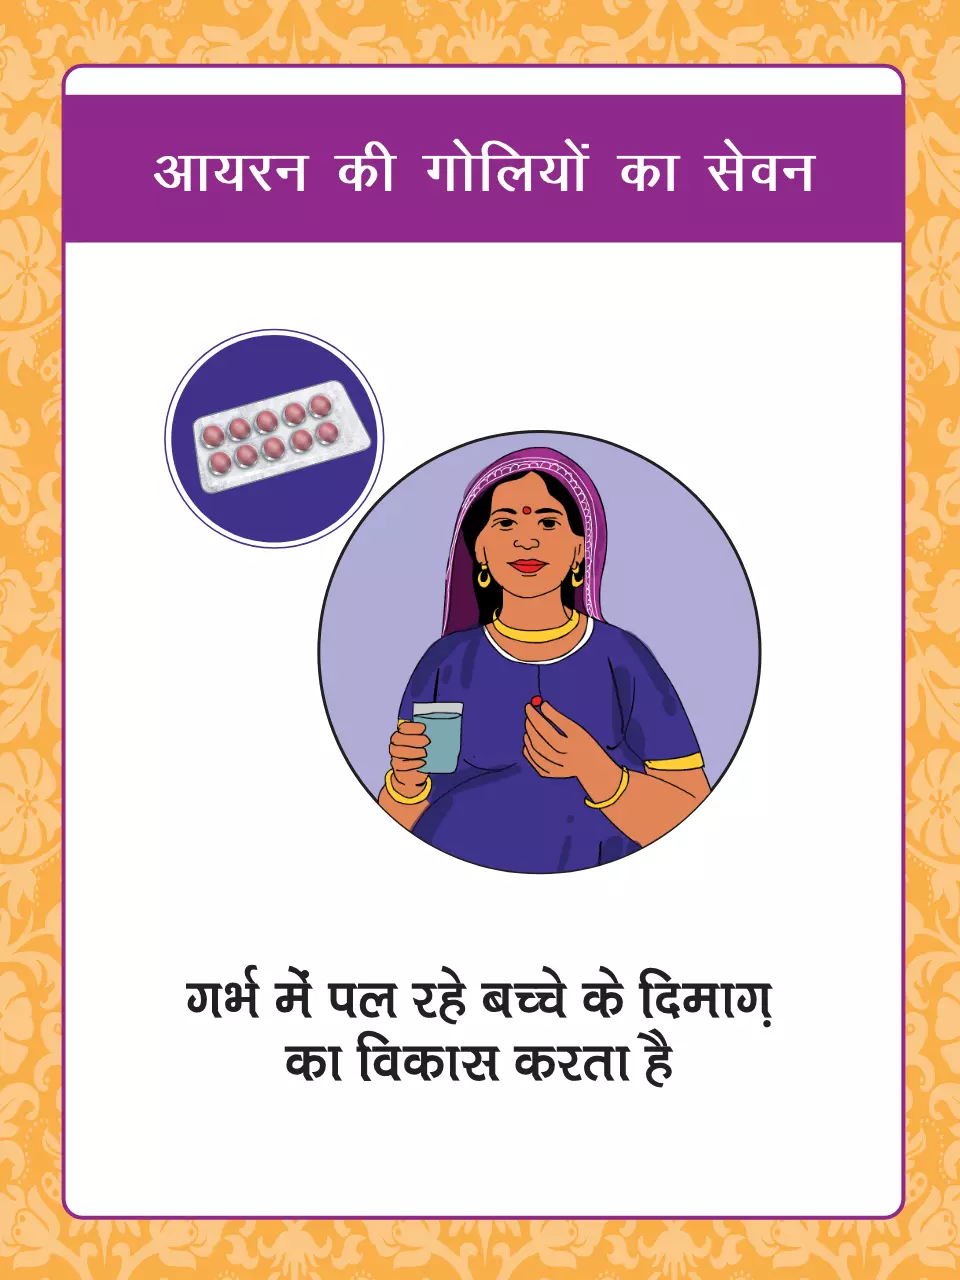 आयरन की गोलियों का सेवन
गर्भ में पल रहे बच्चे के दिमाग़
का विकास करता है